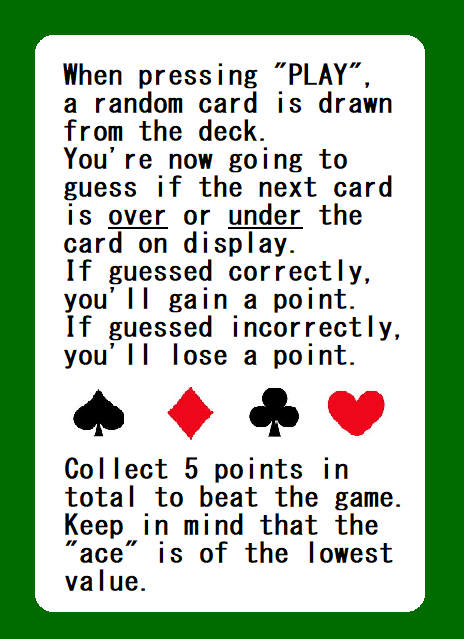 When pressing "PLAY",
a random card is drawn
from the deck.
You're now going to
guess if the next card
is over or under the
card on display.
If guessed correctly,
you'll gain a point.
If guessed incorrectly,
you'll lose a point.
Collect 5 points in
total to beat the game.
Keep in mind that the
"ace" is of the lowest
value.